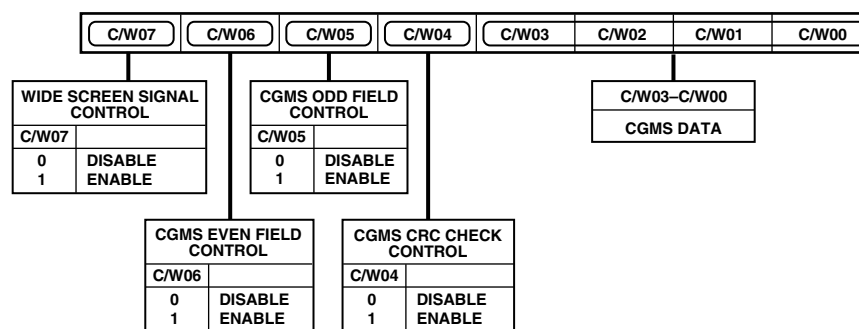 C/W07 C/W06 C/W05 C/W04 C/W03 C/W02 C/W01 C/W00
WIDE SCREEN SIGNAL
CONTROL
C/W07
0 DISABLE
1 ENABLE
CGMS ODD FIELD
CONTROL
C/W05
0 DISABLE
1 ENABLE
C/W03–C/W00
CGMS DATA
CGMS EVEN FIELD
CONTROL
C/W06
0 DISABLE
1 ENABLE
CGMS CRC CHECK
CONTROL
C/W04
0 DISABLE
1 ENABLE